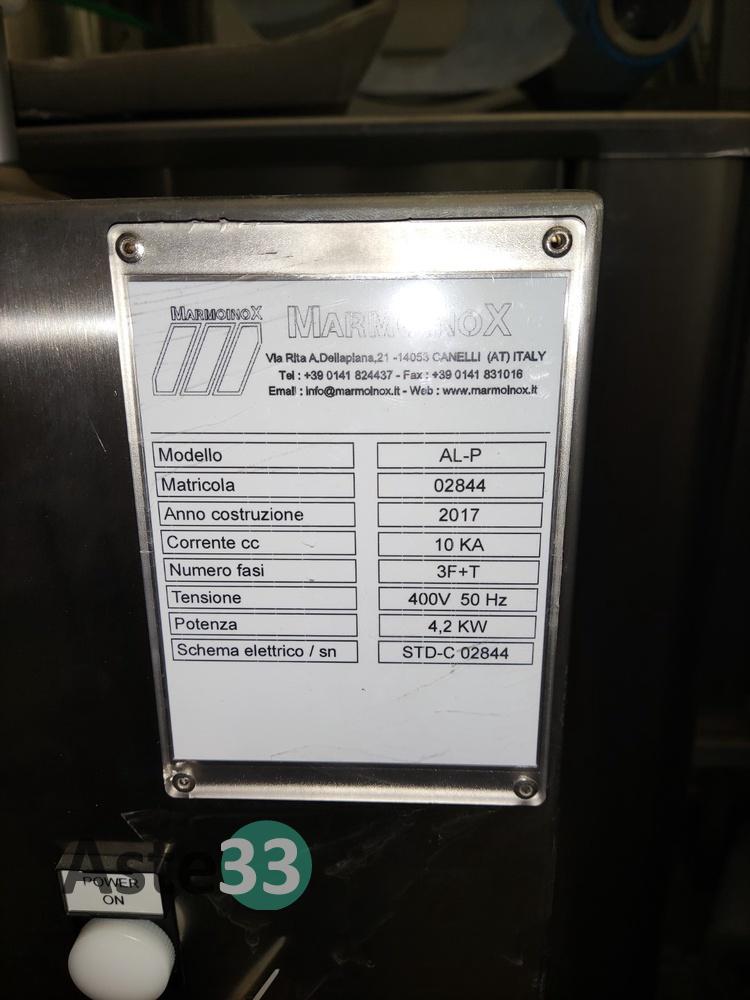 MARMOINOX
MARMOINOX
Via Rita A.Dellapiana,21 -14053 CANELLI (AT) ITALY
Tel : +39 0141 824437 - Fax : +39 0141 831016
Email : info@marmoinox.it - Web : www.marmoinox.it
Modello AL-P
Matricola 02844
Anno costruzione 2017
Corrente cc 10 KA
Numero fasi 3F+T
Tensione 400V 50 Hz
Potenza 4,2 KW
Schema elettrico / sn STD-C 02844
Aste33
POWER
ON